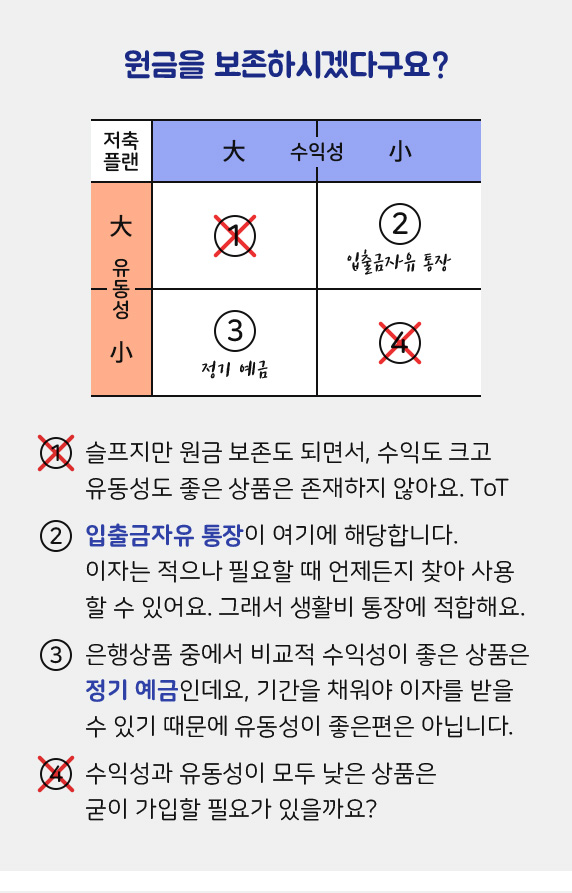 원금을 보존하시겠다구요?
저축
플랜
大 수익성 小
大
유
동
성
小
1
2
입출금자유 통장
3
정기 예금
4
1 슬프지만 원금 보존도 되면서, 수익도 크고
유동성도 좋은 상품은 존재하지 않아요. ToT
2 입출금자유 통장이 여기에 해당합니다.
이자는 적으나 필요할 때 언제든지 찾아 사용
할 수 있어요. 그래서 생활비 통장에 적합해요.
3 은행상품 중에서 비교적 수익성이 좋은 상품은
정기 예금인데요, 기간을 채워야 이자를 받을
수 있기 때문에 유동성이 좋은편은 아닙니다.
4 수익성과 유동성이 모두 낮은 상품은
굳이 가입할 필요가 있을까요?